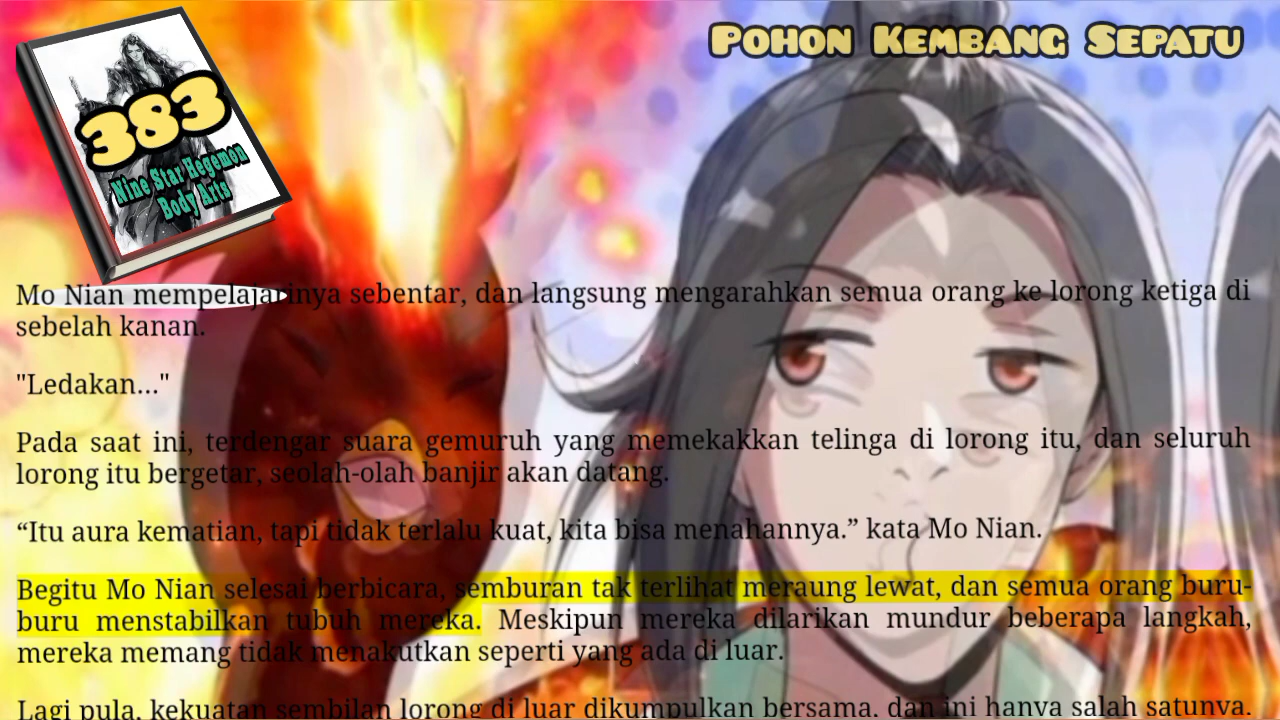 Pohon Kembang Sepatu
383
Nine Star Hegemon
Body Arts
Mo Nian mempelajarinya sebentar, dan langsung mengarahkan semua orang ke lorong ketiga di
sebelah kanan.
"Ledakan..."
Pada saat ini, terdengar suara gemuruh yang memekakkan telinga di lorong itu, dan seluruh
lorong itu bergetar, seolah-olah banjir akan datang.
“Itu aura kematian, tapi tidak terlalu kuat, kita bisa menahannya.” kata Mo Nian.
Begitu Mo Nian selesai berbicara, semburan tak terlihat meraung lewat, dan semua orang buru-
buru menstabilkan tubuh mereka. Meskipun mereka dilarikan mundur beberapa langkah,
mereka memang tidak menakutkan seperti yang ada di luar.
Lagi pula, kekuatan sembilan lorong di luar dikumpulkan bersama, dan ini hanya salah satunya.